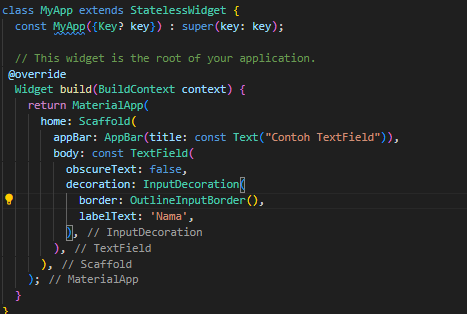 class MyApp extends StatelessWidget {
  const MyApp({Key? key}) : super(key: key);

  // This widget is the root of your application.
  @override
  Widget build(BuildContext context) {
    return MaterialApp(
      home: Scaffold(
        appBar: AppBar(title: const Text("Contoh TextField")),
        body: const TextField(
          obscureText: false,
          decoration: InputDecoration(
            border: OutlineInputBorder(),
            labelText: 'Nama',
          ), // InputDecoration
        ), // TextField
      ), // Scaffold
    ); // MaterialApp
  }
}